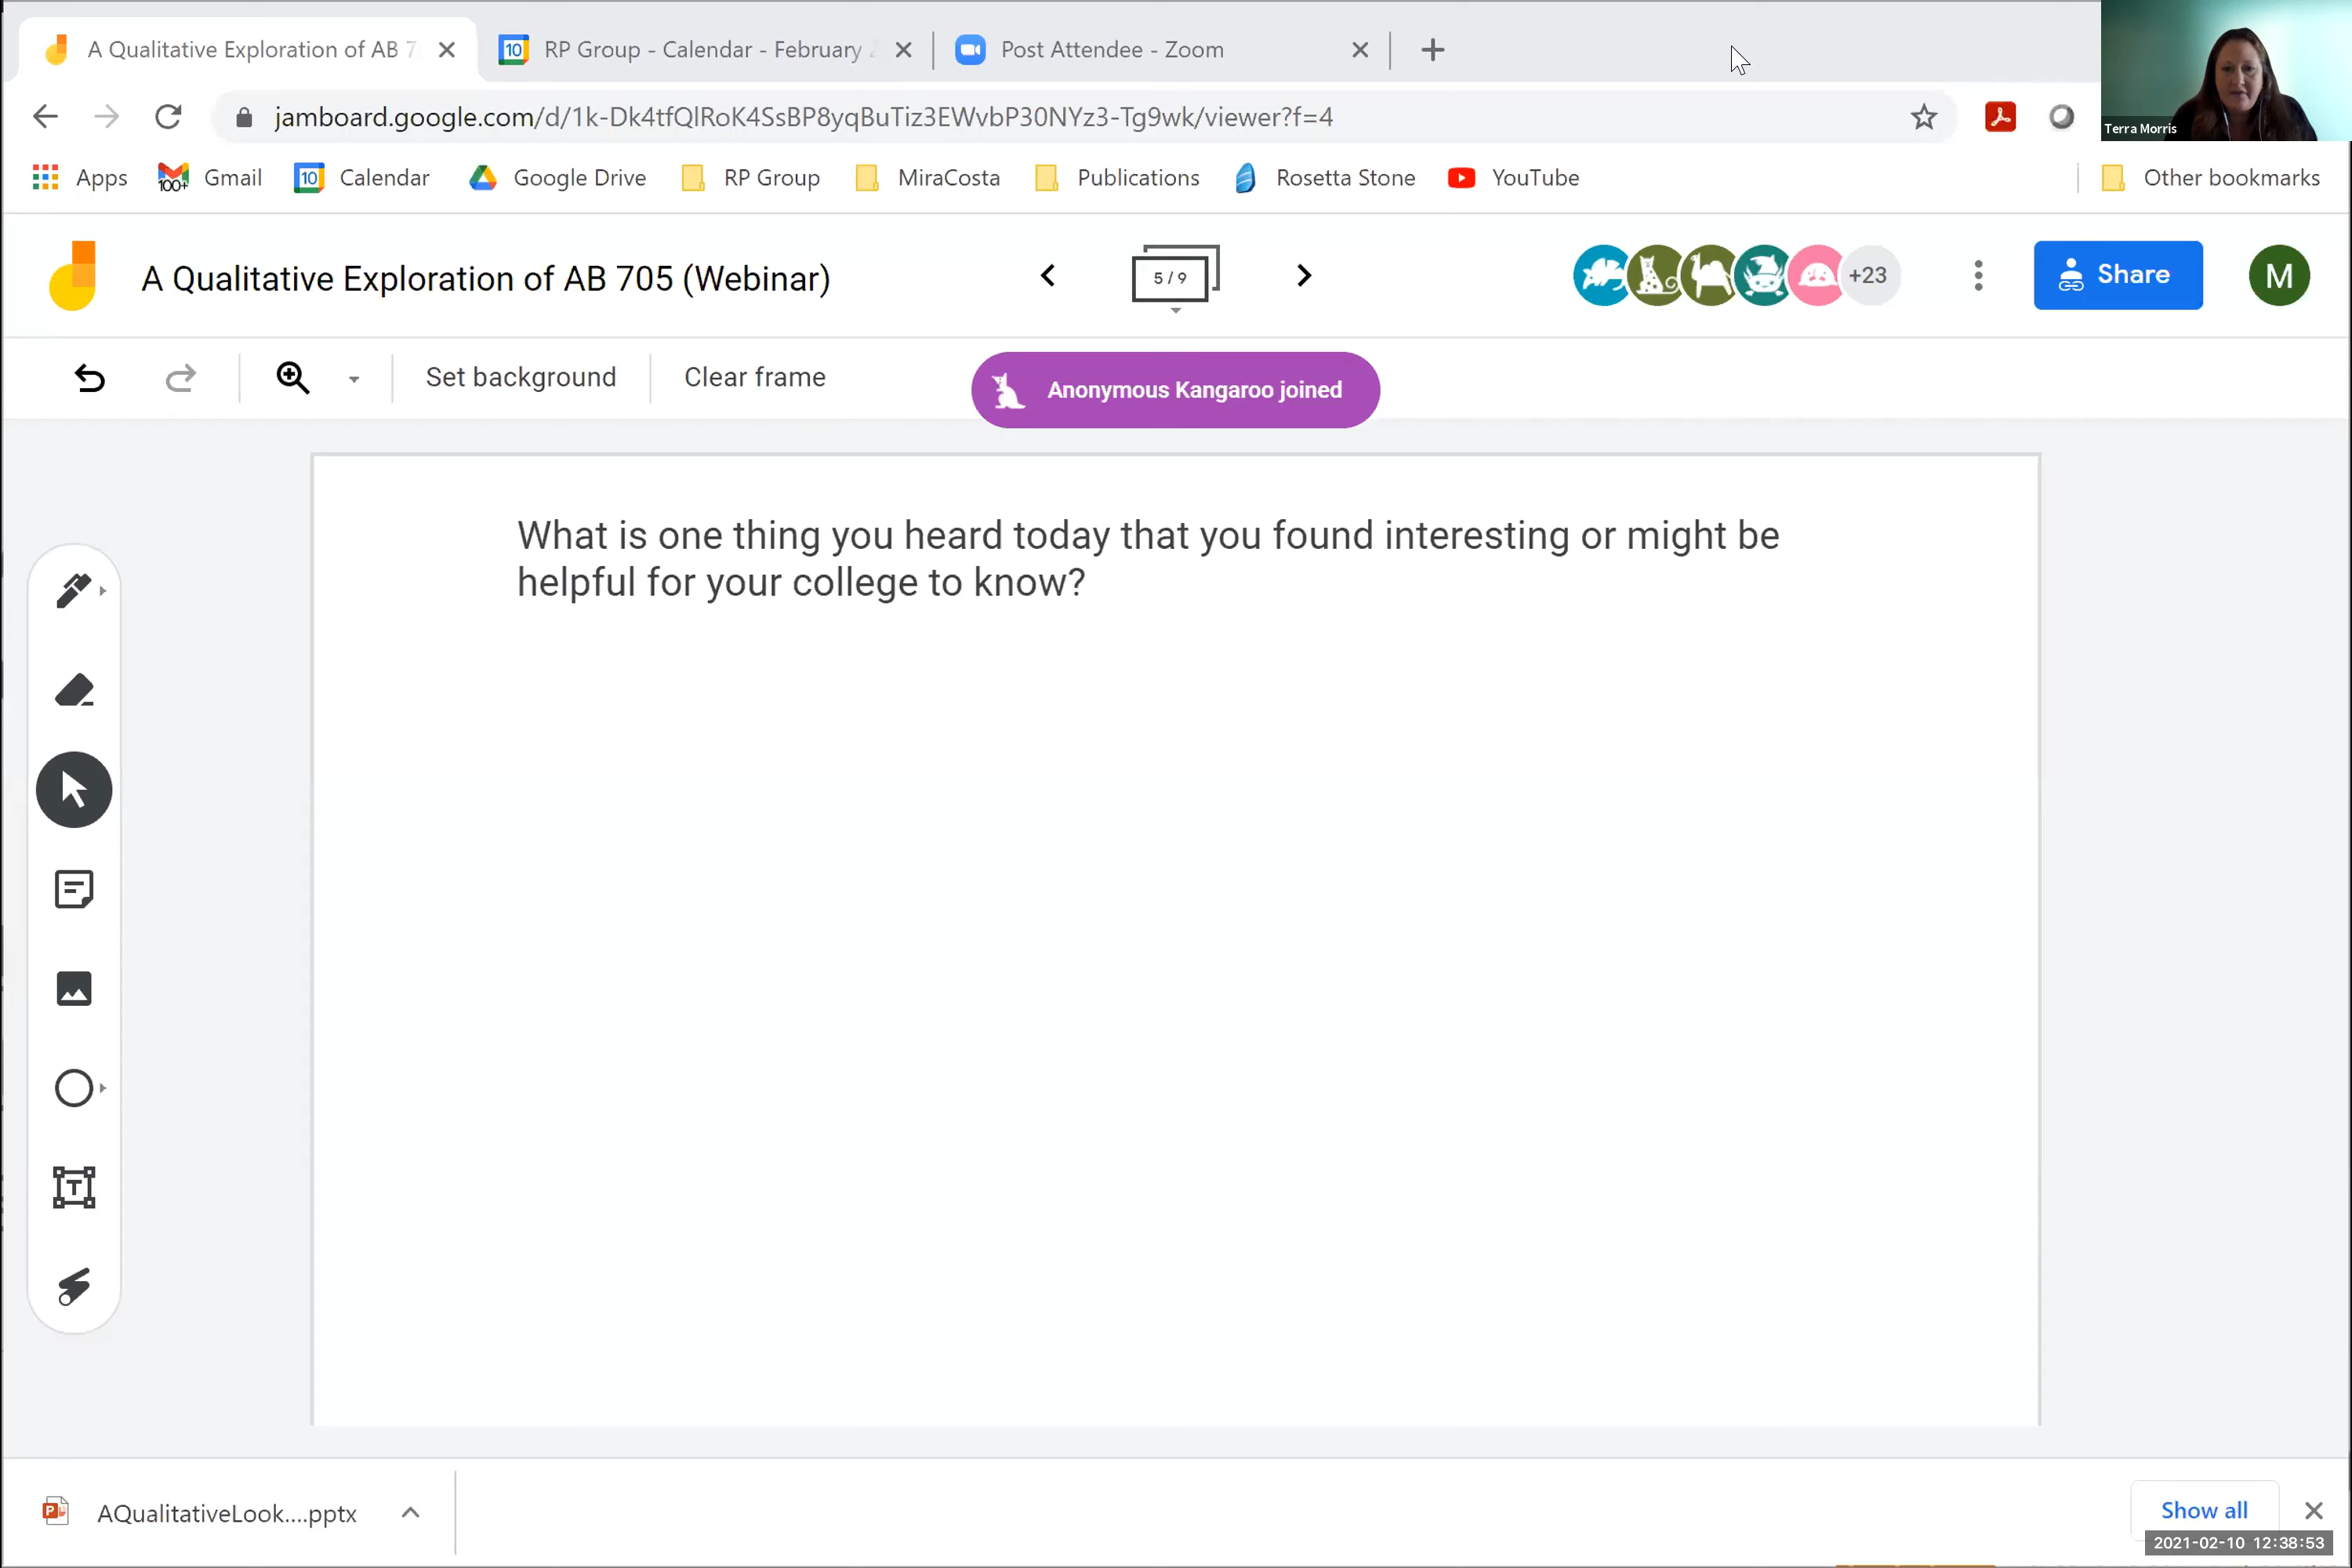 A Qualitative Exploration of AB 7
RP Group - Calendar - February 2
Post Attendee - Zoom
Terra Morris
jamboard.google.com/d/1k-Dk4tfQlRoK4SsBP8yqBuTiz3EWvbP30NYz3-Tg9wk/viewer?f=4
Apps
100+
Gmail
10
Calendar
Google Drive
RP Group
MiraCosta
Publications
Rosetta Stone
YouTube
Other bookmarks
A Qualitative Exploration of AB 705 (Webinar)
5 / 9
+23
Share
M
Set background
Clear frame
Anonymous Kangaroo joined
What is one thing you heard today that you found interesting or might be
helpful for your college to know?
AQualitativeLook....pptx
Show all
2021-02-10 12:38:53